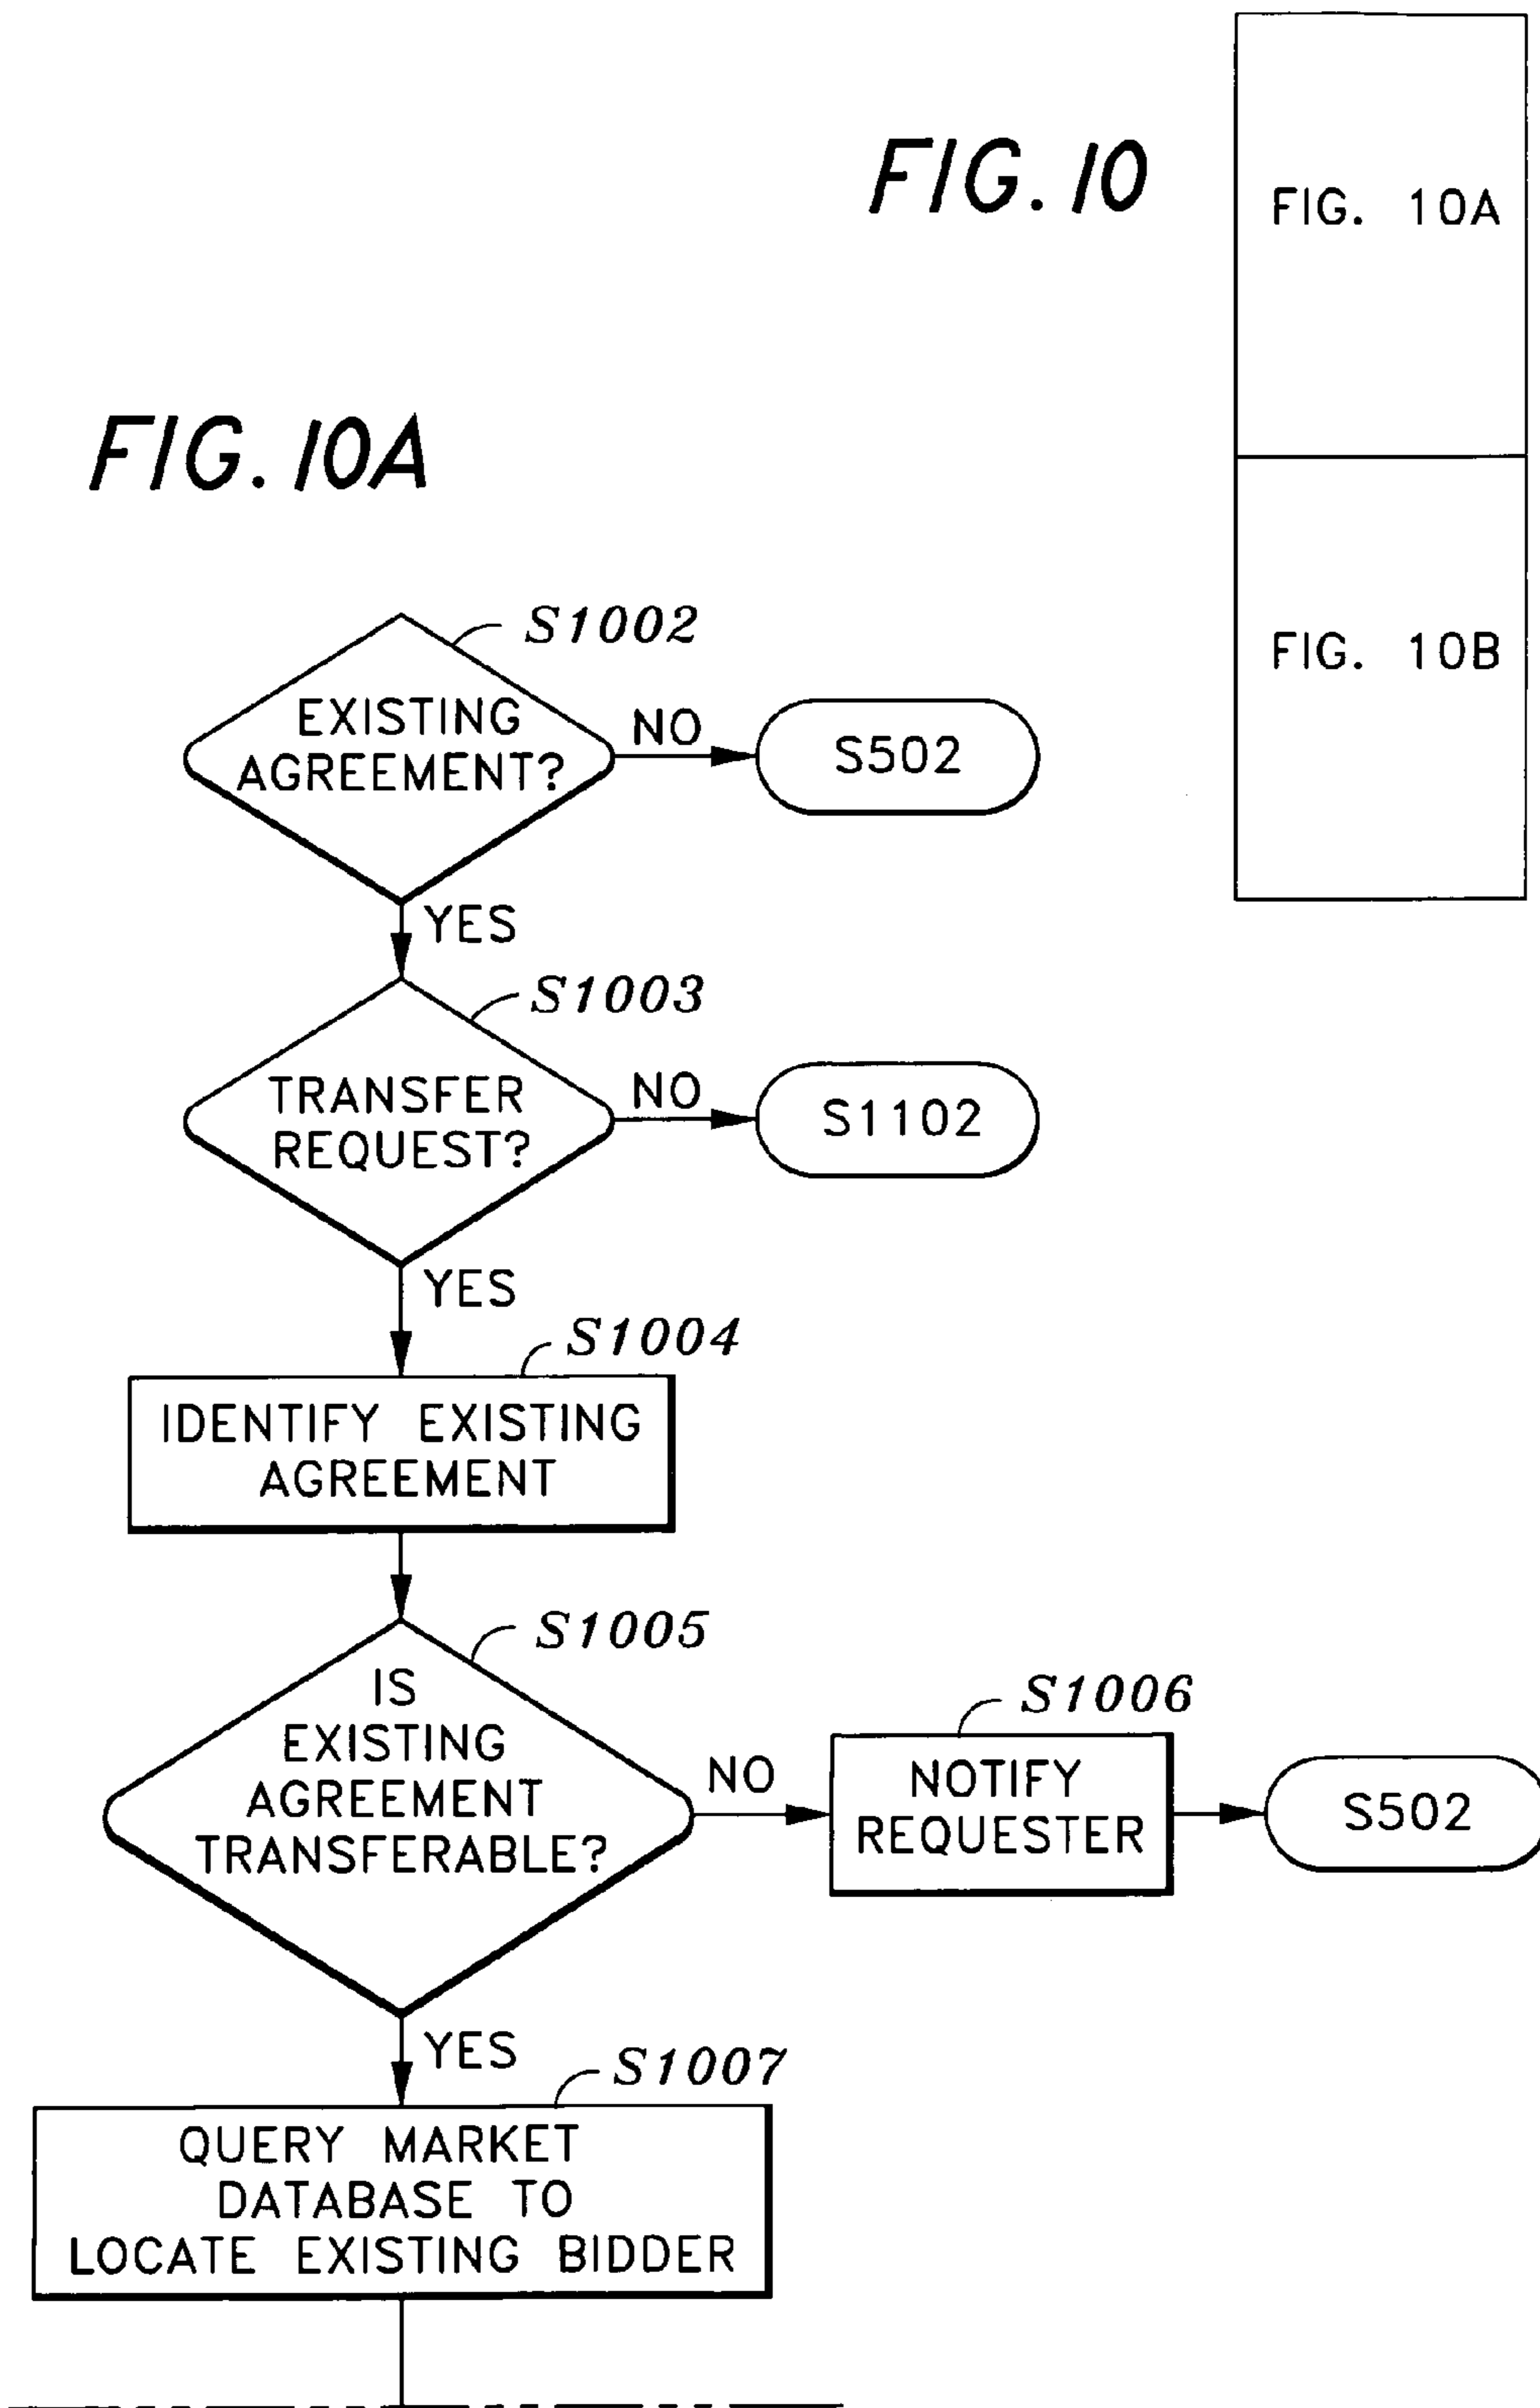 FIG. 10
FIG. 10A
FIG. 10B
FIG. 10A
S1002
EXISTING
AGREEMENT?
NO
S502
YES
S1003
TRANSFER
REQUEST?
NO
S1102
YES
S1004
IDENTIFY EXISTING
AGREEMENT
S1005
IS
EXISTING
AGREEMENT
TRANSFERABLE?
NO
S1006
NOTIFY
REQUESTER
S502
YES
S1007
QUERY MARKET
DATABASE TO
LOCATE EXISTING BIDDER